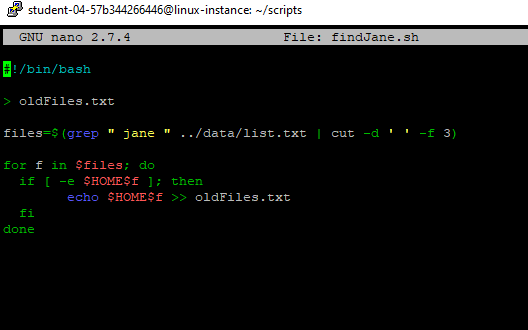 student-04-57b344266446@linux-instance: ~/scripts
GNU nano 2.7.4 File: findJane.sh
#!/bin/bash
> oldFiles.txt
files=$(grep " jane " ../data/list.txt | cut -d ' ' -f 3)
for f in $files; do
if [ -e $HOME$f ]; then
echo $HOME$f >> oldFiles.txt
fi
done